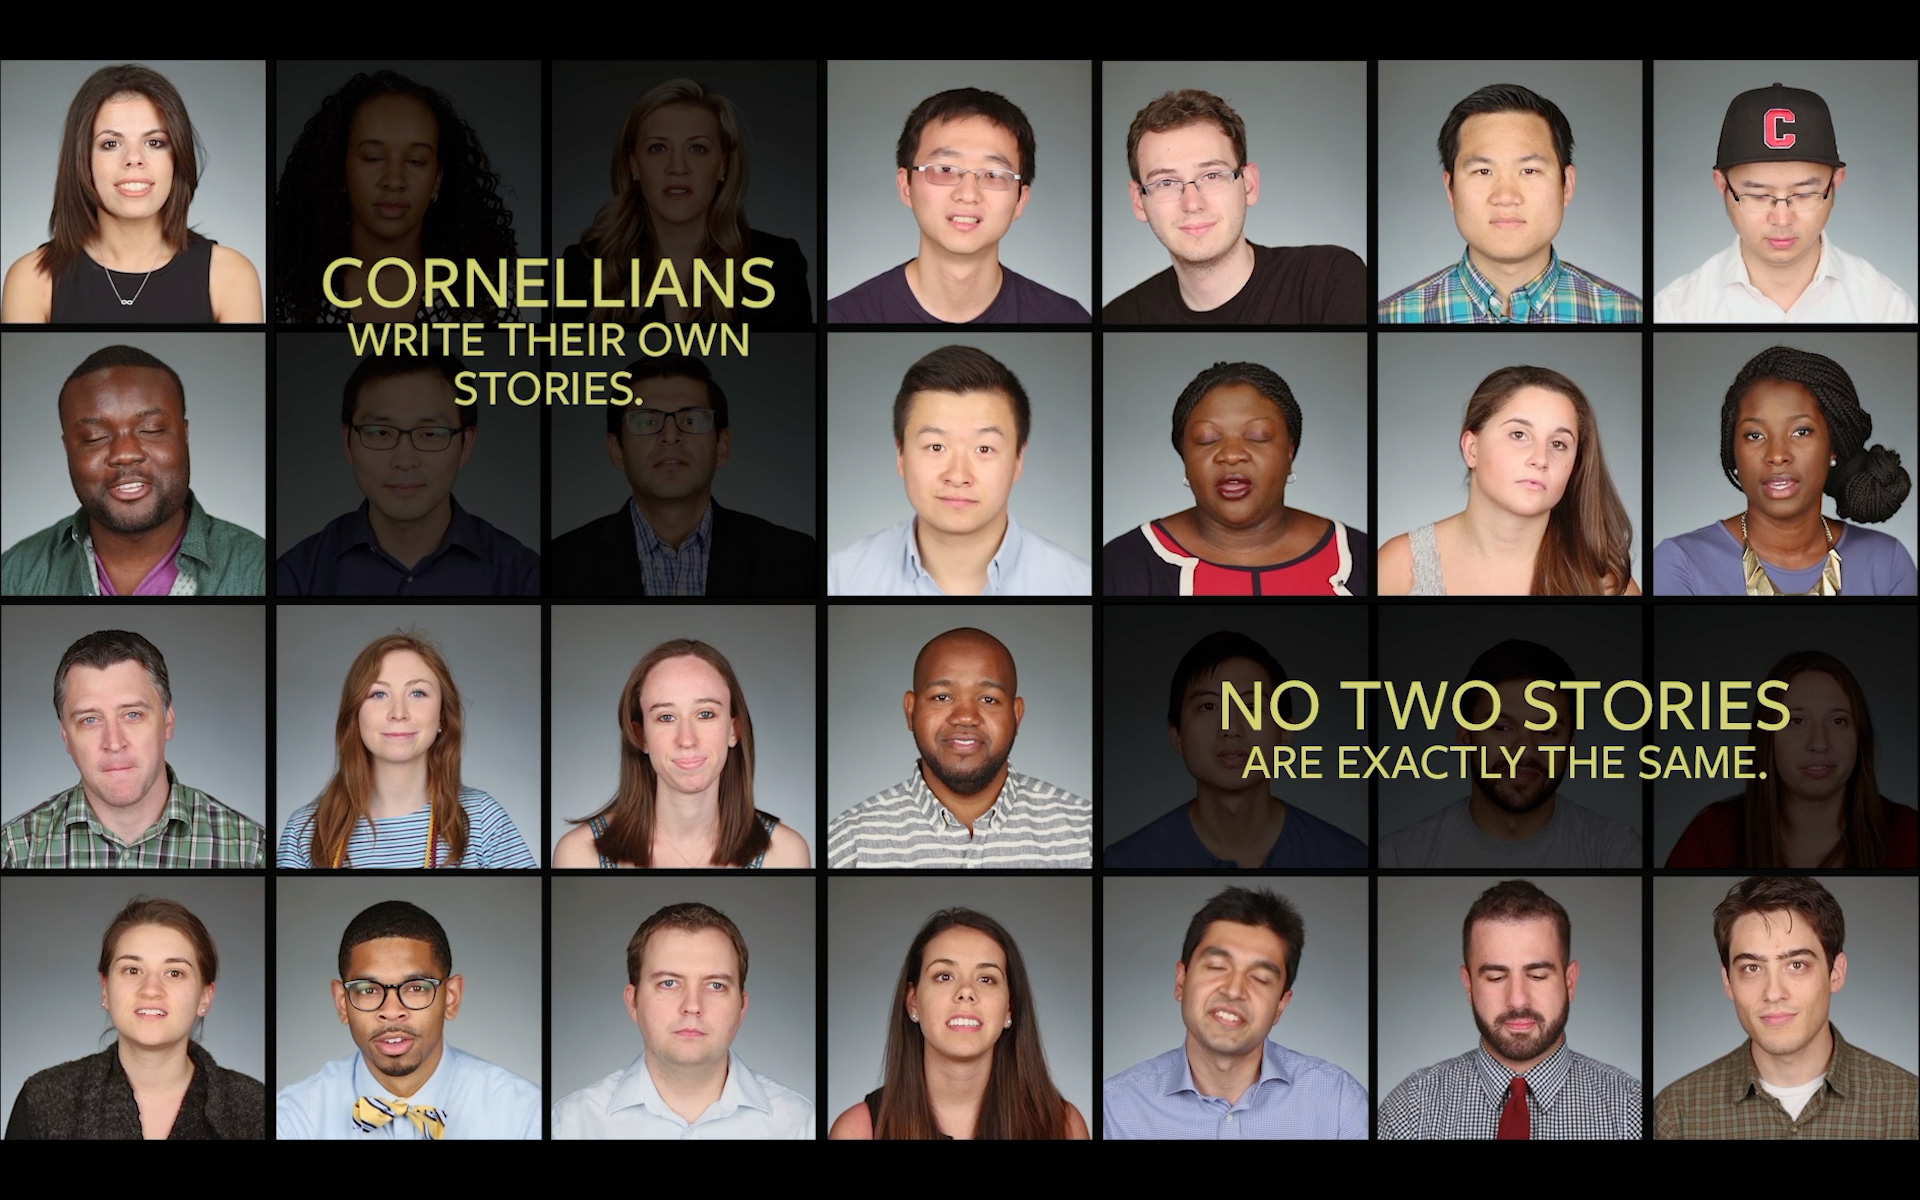 C
CORNELLIANS
WRITE THEIR OWN
STORIES.
NO TWO STORIES
ARE EXACTLY THE SAME.